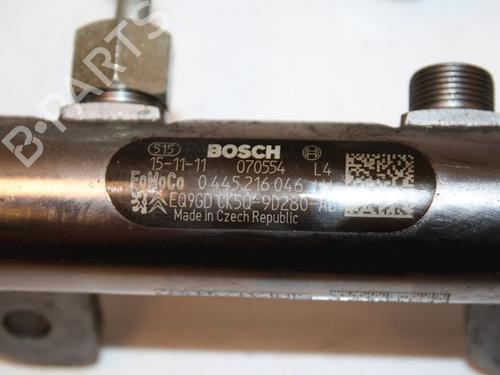 B-PARTS
515 BOSCH
15-11-11 070554 L4
FoMoCo 0 445 216 046
EQ9GD CK5Q-9D280-AB
Made in Czech Republic